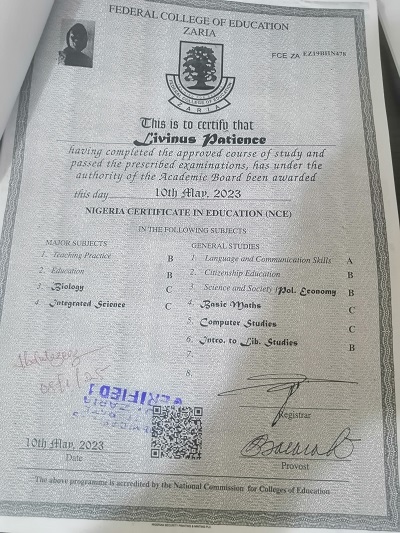 FEDERAL COLLEGE OF EDUCATION
ZARIA
FCE ZA
ZARIA
This is to certify that
Livinus Patience
having completed the approved course of study and
passed the prescribed examinations, has under the
authority of the Academic Board been awarded
this day 10th May, 2023
NIGERIA CERTIFICATE IN EDUCATION (NCE)
IN THE FOLLOWING SUBJECTS
MAJOR SUBJECTS
1. Teaching Practice B
2. Education B
3. Biology C
4. Integrated Science C
GENERAL STUDIES
1. Language and Communication Skills A
2. Citizenship Education B
3. Science and Society /Pol. Economy B
4. Basic Maths C
5. Computer Studies C
6. Intro. to Lib. Studies B
7.
8.
VERIFIED
Registrar
10th May, 2023
Date
Provost
The above programme is accredited by the National Commission for Colleges of Education